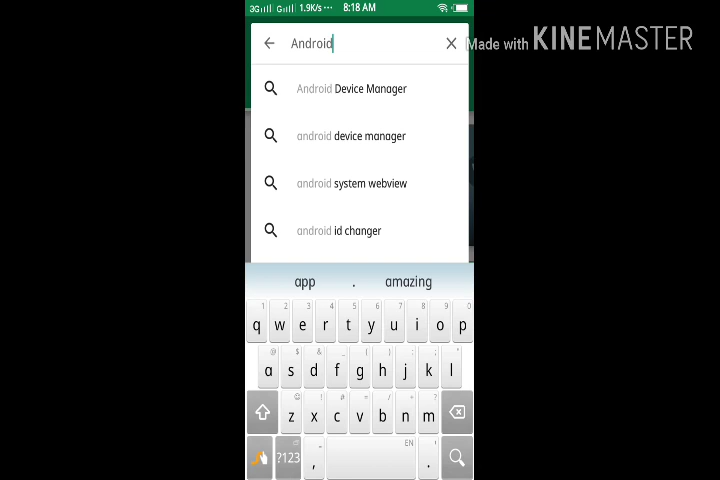 3G G 1.9K/s ··· 8:18 AM
Android
Made with KINEMASTER
Android Device Manager
android device manager
android system webview
android id changer
app . amazing
1 2 3 4 5 6 7 8 9 0
q w e r t y u i o p
@ $ & _ ( ) : ; "
a s d f g h j k l
! # = / + ?
z x c v b n m
EN
?123 , .